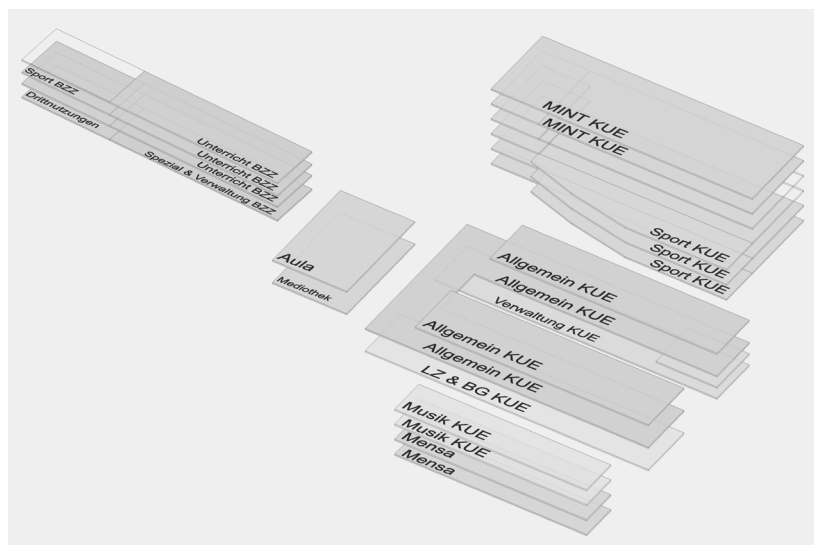 Sport BZZ
Drittnutzungen
Unterricht BZZ
Unterricht BZZ
Unterricht BZZ
Spezial & Verwaltung BZZ
MINT KUE
MINT KUE
Sport KUE
Sport KUE
Sport KUE
Aula
Mediothek
Allgemein KUE
Allgemein KUE
Verwaltung KUE
Allgemein KUE
Allgemein KUE
LZ & BG KUE
Musik KUE
Musik KUE
Mensa
Mensa